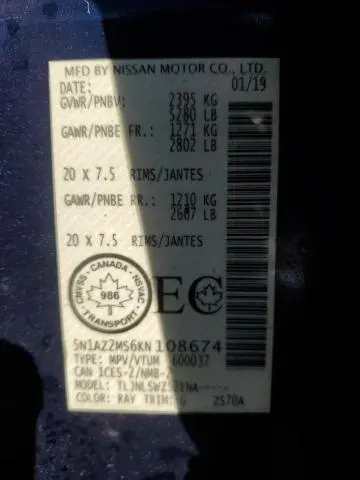 MFD BY NISSAN MOTOR CO., LTD.
DATE: 01/19
GVWR/PNBV: 2395 KG
5280 LB
GAWR/PNBE FR.: 1271 KG
2802 LB
20 X 7.5 RIMS/JANTES
GAWR/PNBE RR.: 1210 KG
2667 LB
20 X 7.5 RIMS/JANTES
CANADA
CMVSS NSVAC
986
TRANSPORT
EC
5N1AZ2MS6KN108674
TYPE: MPV/VTUM 600037
CAN ICES-2/NMB-2
MODEL:
COLOR: RAY TRIM: G 2570A